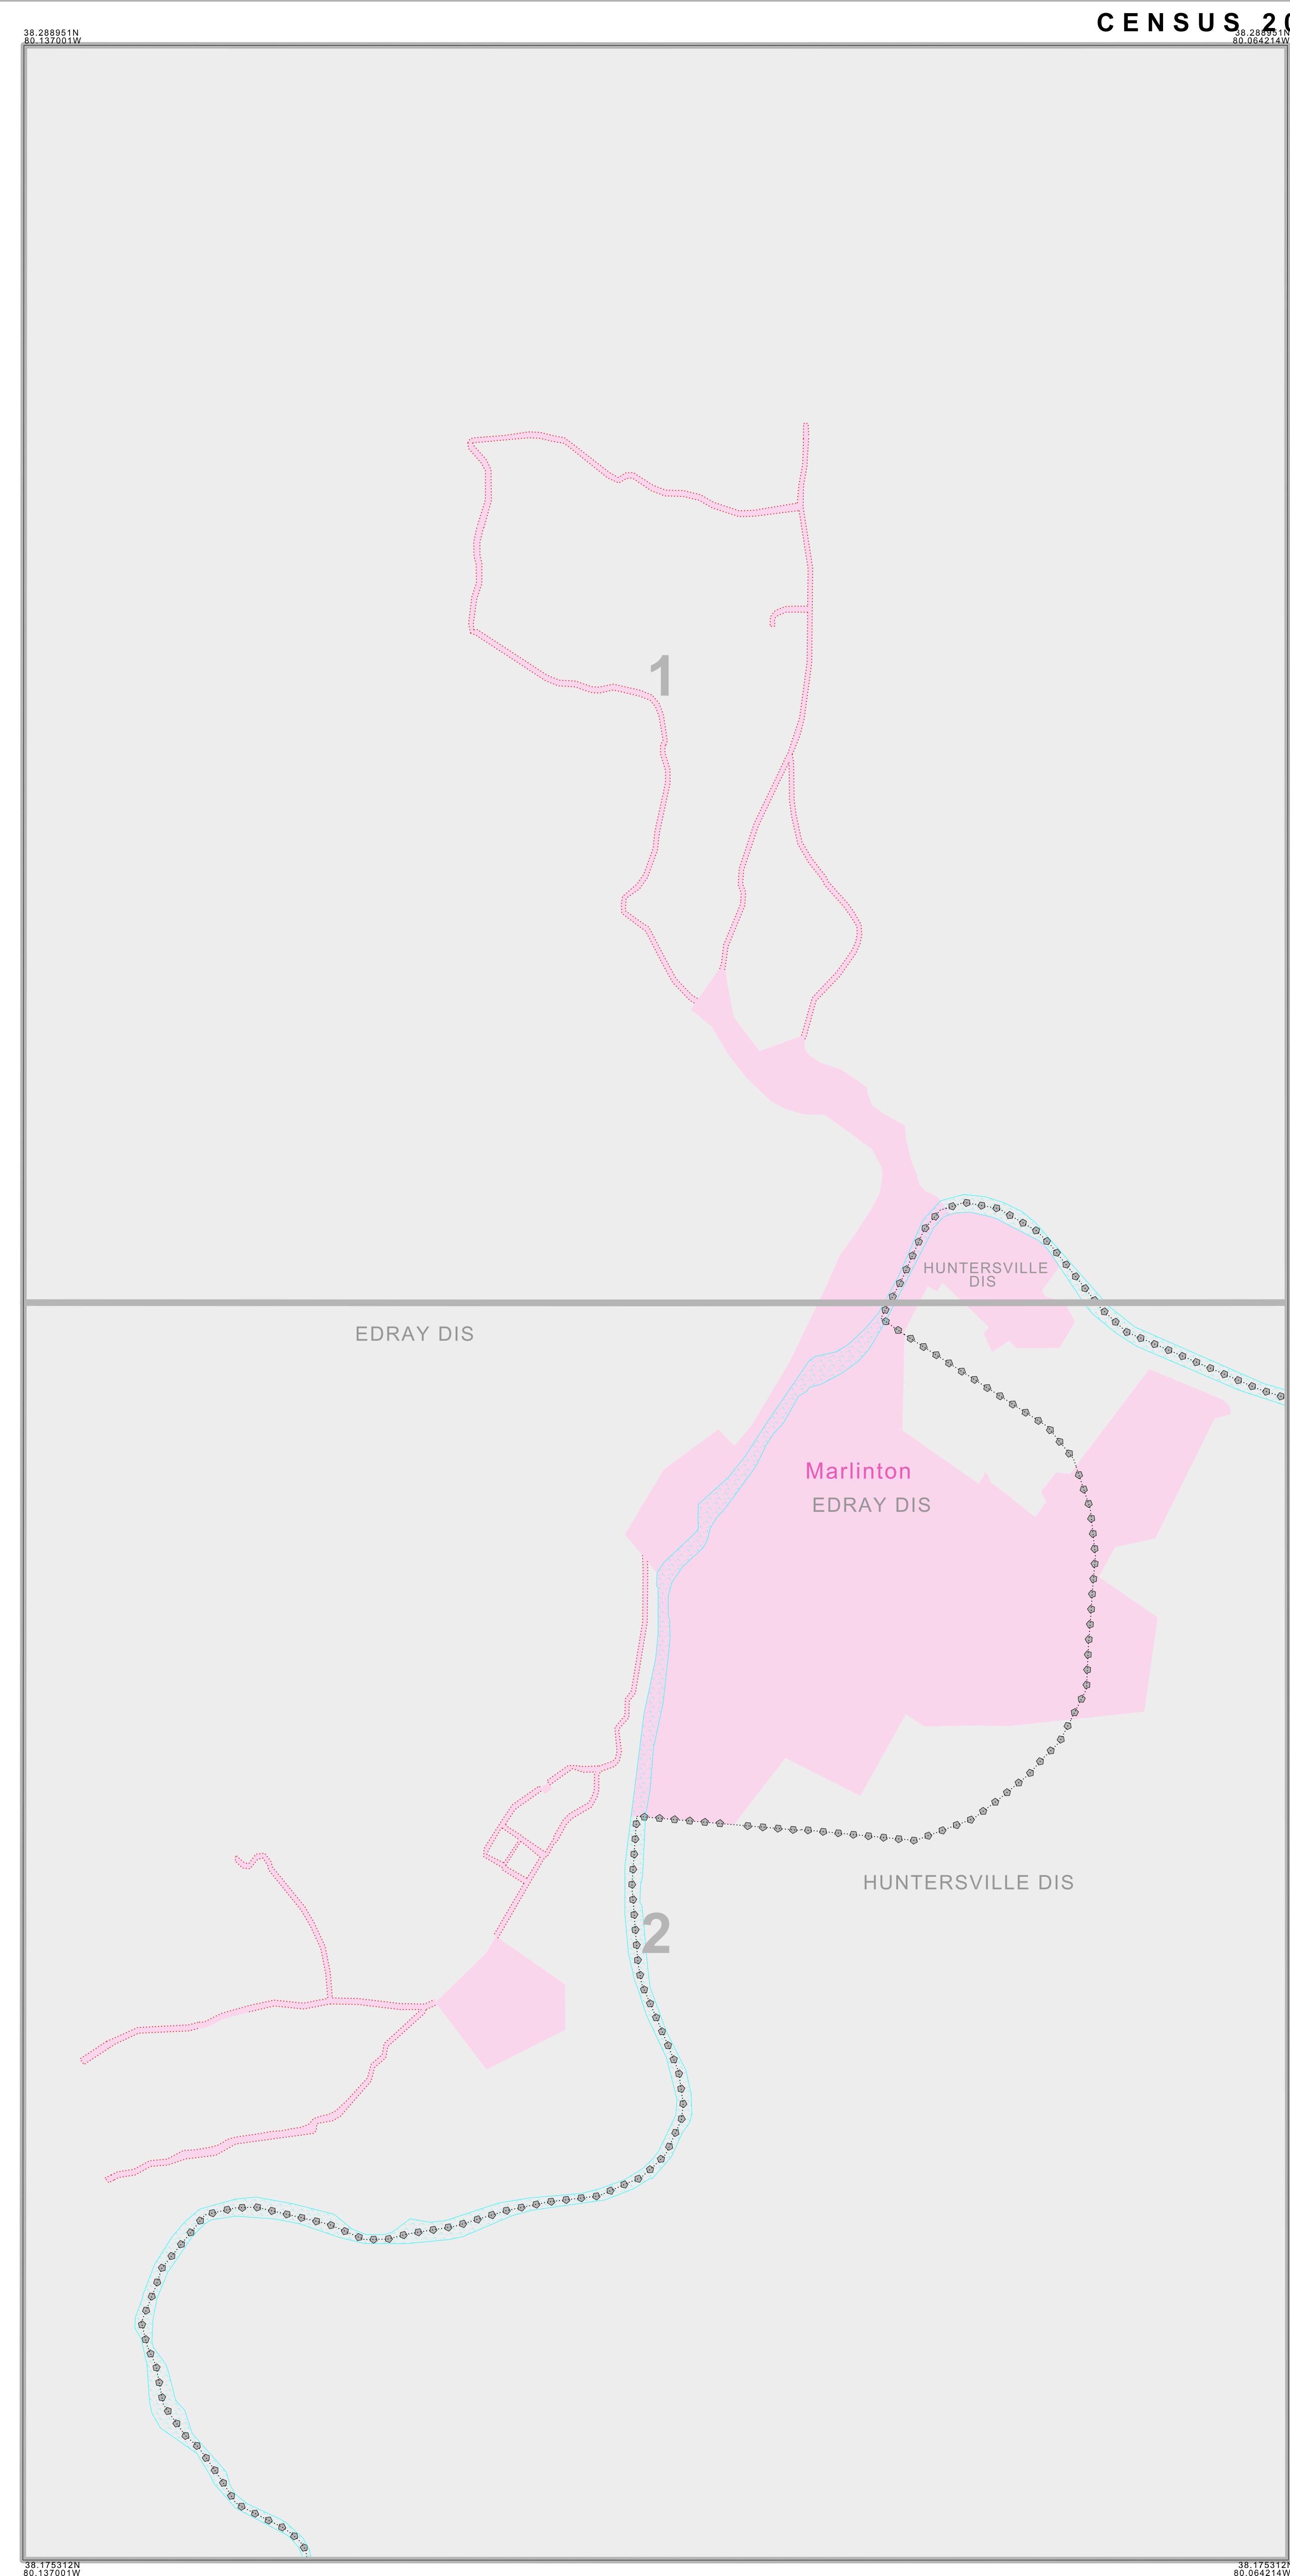 CENSUS 20
38.288951N
80.137001W
38.288951N
80.064214W
1
HUNTERSVILLE
DIS
EDRAY DIS
Marlinton
EDRAY DIS
HUNTERSVILLE DIS
2
38.175312N
80.137001W
38.175312N
80.064214W